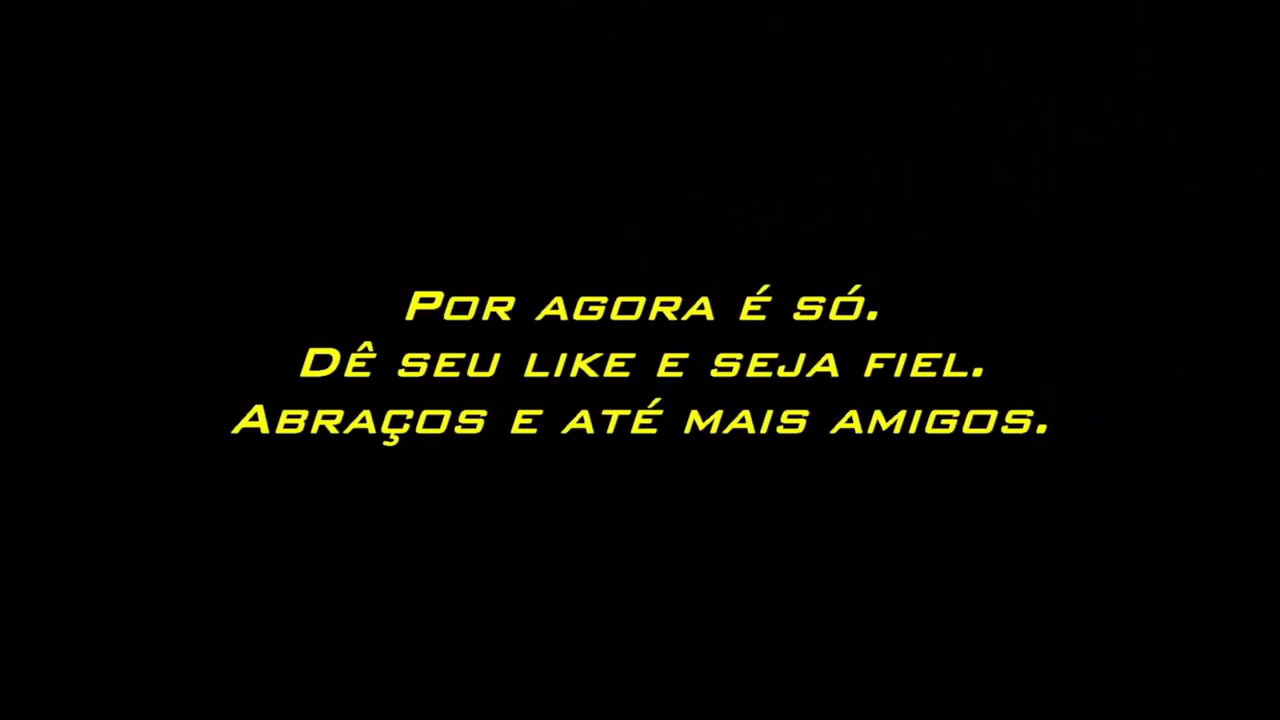 Por agora é só.
Dê seu like e seja fiel.
Abraços e até mais amigos.